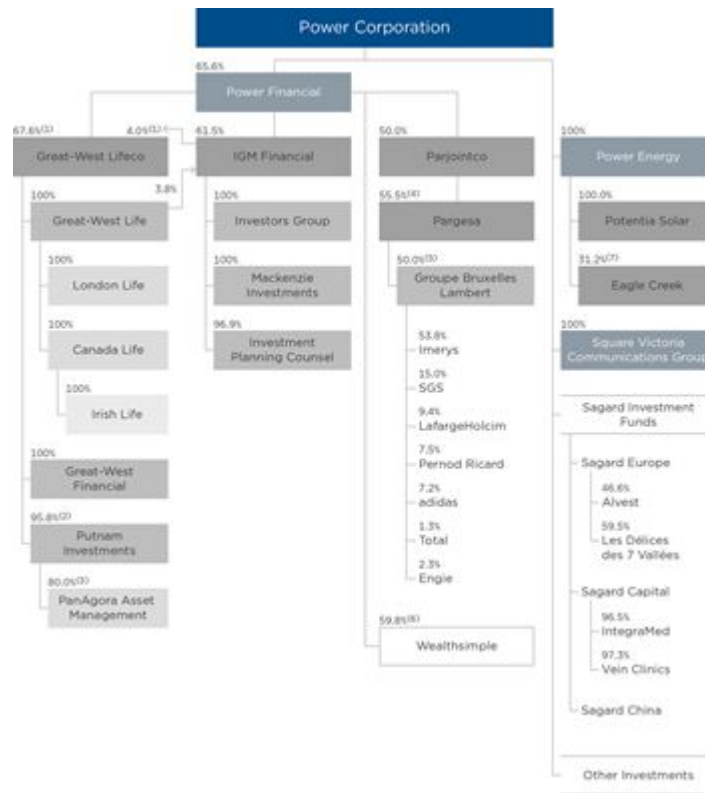 Power Corporation
65.6%
Power Financial
67.6%(1)
4.0%(1)
61.5%
50.0%
100%
Great-West Lifeco
IGM Financial
Parjointco
Power Energy
3.8%
100%
Great-West Life
100%
London Life
100%
Canada Life
100%
Irish Life
100%
Great-West
Financial
95.8%(2)
Putnam
Investments
80.0%(3)
PanAgora Asset
Management
100%
Investors Group
100%
Mackenzie
Investments
96.9%
Investment
Planning Counsel
55.5%(4)
Pargesa
50.0%(5)
Groupe Bruxelles
Lambert
53.8%
Imerys
15.0%
SGS
9.4%
LafargeHolcim
7.5%
Pernod Ricard
7.2%
adidas
1.3%
Total
2.3%
Engie
59.8%(6)
Wealthsimple
100.0%
Potentia Solar
31.2%(7)
Eagle Creek
100%
Square Victoria
Communications Group
Sagard Investment
Funds
Sagard Europe
46.6%
Alvest
59.5%
Les Délices
des 7 Vallées
Sagard Capital
96.5%
IntegraMed
97.3%
Vein Clinics
Sagard China
Other Investments